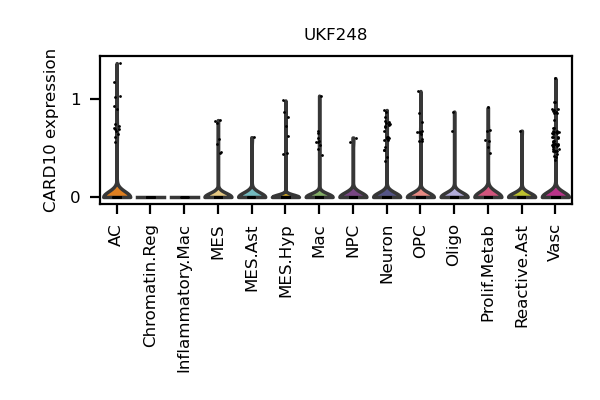 UKF248
CARD10 expression
1
0
AC
Chromatin.Reg
Inflammatory.Mac
MES
MES.Ast
MES.Hyp
Mac
NPC
Neuron
OPC
Oligo
Prolif.Metab
Reactive.Ast
Vasc